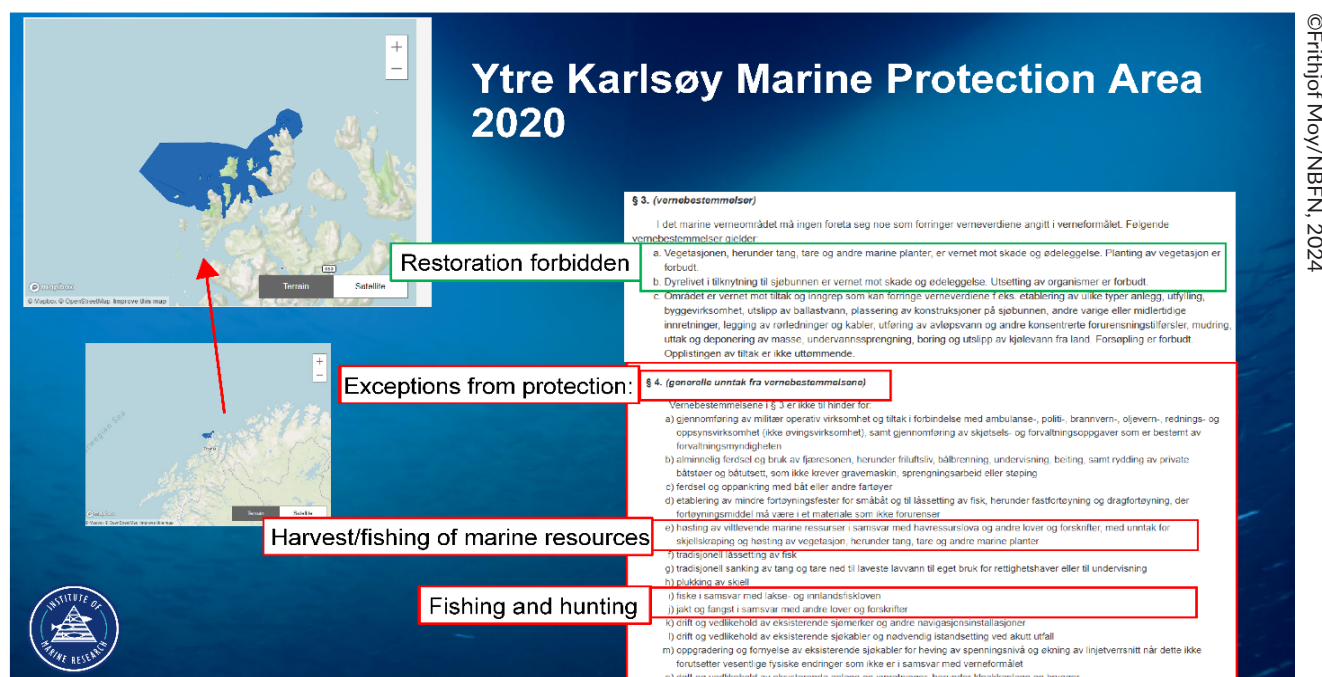 Ytre Karlsøy Marine Protection Area
2020
©Frithjof Moy/NBFN, 2024
+
−
mapbox
Terrain
Satellite
© Mapbox © OpenStreetMap Improve this map
§ 3. (vernebestemmelser)
I det marine verneområdet må ingen foreta seg noe som forringer verneverdiene angitt i verneformålet. Følgende
vernebestemmelser gjelder:
Restoration forbidden
a. Vegetasjonen, herunder tang, tare og andre marine planter, er vernet mot skade og ødeleggelse. Planting av vegetasjon er
forbudt.
b. Dyrelivet i tilknytning til sjøbunnen er vernet mot skade og ødeleggelse. Utsetting av organismer er forbudt.
c. Området er vernet mot tiltak og inngrep som kan forringe verneverdiene f.eks. etablering av ulike typer anlegg, utfylling,
byggevirksomhet, utslipp av ballastvann, plassering av konstruksjoner på sjøbunnen, andre varige eller midlertidige
innretninger, legging av rørledninger og kabler, utføring av avløpsvann og andre konsentrerte forurensningstilførsler, mudring,
uttak og deponering av masse, undervannssprengning, boring og utslipp av kjølevann fra land. Forsøpling er forbudt.
Opplistingen av tiltak er ikke uttømmende.
+
−
Norwegian Sea
Tromsø
Terrain
Satellite
Exceptions from protection:
§ 4. (generelle unntak fra vernebestemmelsene)
Vernebestemmelsene i § 3 er ikke til hinder for:
a) gjennomføring av militær operativ virksomhet og tiltak i forbindelse med ambulanse-, politi-, brannvern-, oljevern-, rednings- og
oppsynsvirksomhet (ikke øvingsvirksomhet), samt gjennomføring av skjøtsels- og forvaltningsoppgaver som er bestemt av
forvaltningsmyndigheten
b) alminnelig ferdsel og bruk av fjæresonen, herunder friluftsliv, bålbrenning, undervisning, beiting, samt rydding av private
båtstøer og båtutsett, som ikke krever gravemaskin, sprengningsarbeid eller støping
c) ferdsel og oppankring med båt eller andre fartøyer
d) etablering av mindre fortøyningsfester for småbåt og til låssetting av fisk, herunder fastfortøyning og dragfortøyning, der
fortøyningsmiddel må være i et materiale som ikke forurenser
Harvest/fishing of marine resources
e) høsting av viltlevende marine ressurser i samsvar med havressurslova og andre lover og forskrifter, med unntak for
skjellskraping og høsting av vegetasjon, herunder tang, tare og andre marine planter
f) tradisjonell låssetting av fisk
g) tradisjonell sanking av tang og tare ned til laveste lavvann til eget bruk for rettighetshaver eller til undervisning
h) plukking av skjell
Fishing and hunting
i) fiske i samsvar med lakse- og innlandsfiskloven
j) jakt og fangst i samsvar med andre lover og forskrifter
k) drift og vedlikehold av eksisterende sjømerker og andre navigasjonsinstallasjoner
l) drift og vedlikehold av eksisterende sjøkabler og nødvendig istandsetting ved akutt utfall
m) oppgradering og fornyelse av eksisterende sjøkabler for heving av spenningsnivå og økning av linjetverrsnitt når dette ikke
forutsetter vesentlige fysiske endringer som ikke er i samsvar med verneformålet
INSTITUTE OF
MARINE RESEARCH